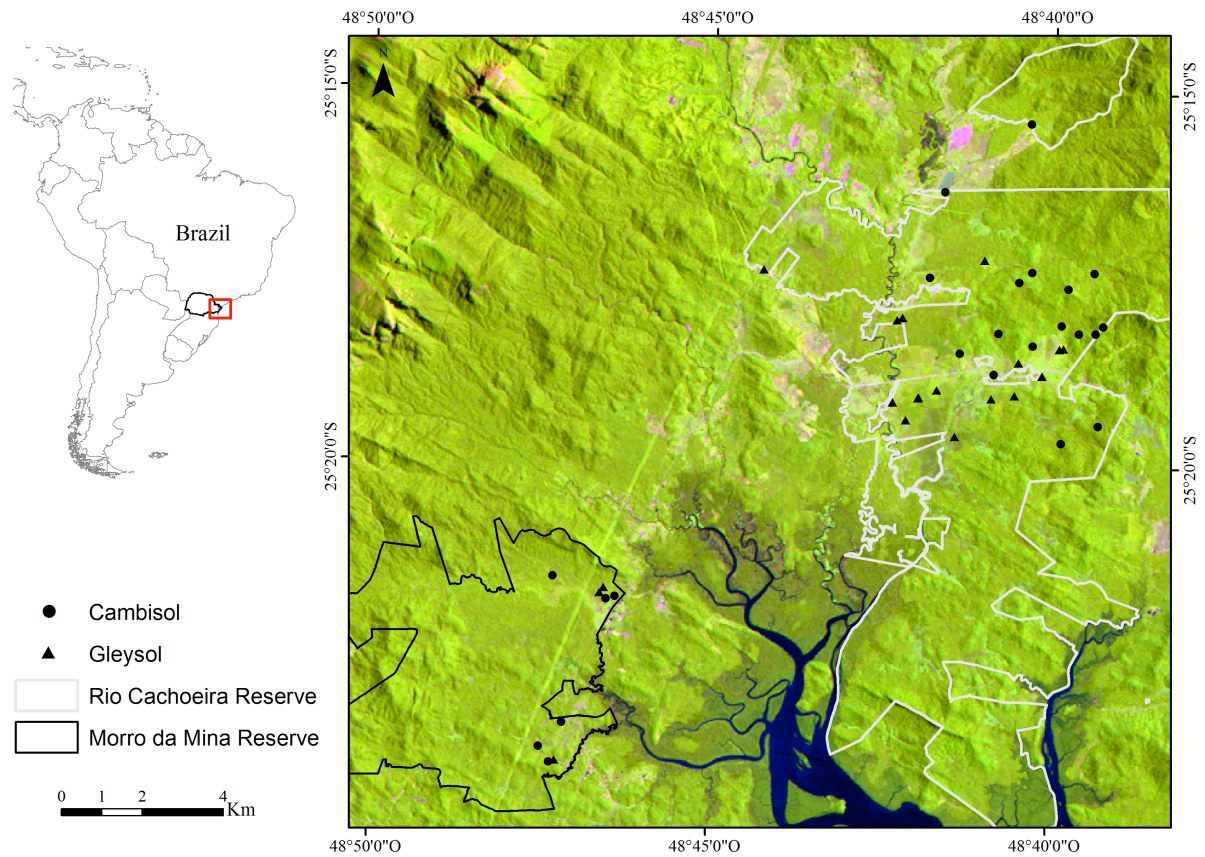 48°50'0"O 48°45'0"O 48°40'0"O
N
25°15'0"S 25°15'0"S
Brazil
25°20'0"S 25°20'0"S
Cambisol
Gleysol
Rio Cachoeira Reserve
Morro da Mina Reserve
0 1 2 4
Km
48°50'0"O 48°45'0"O 48°40'0"O